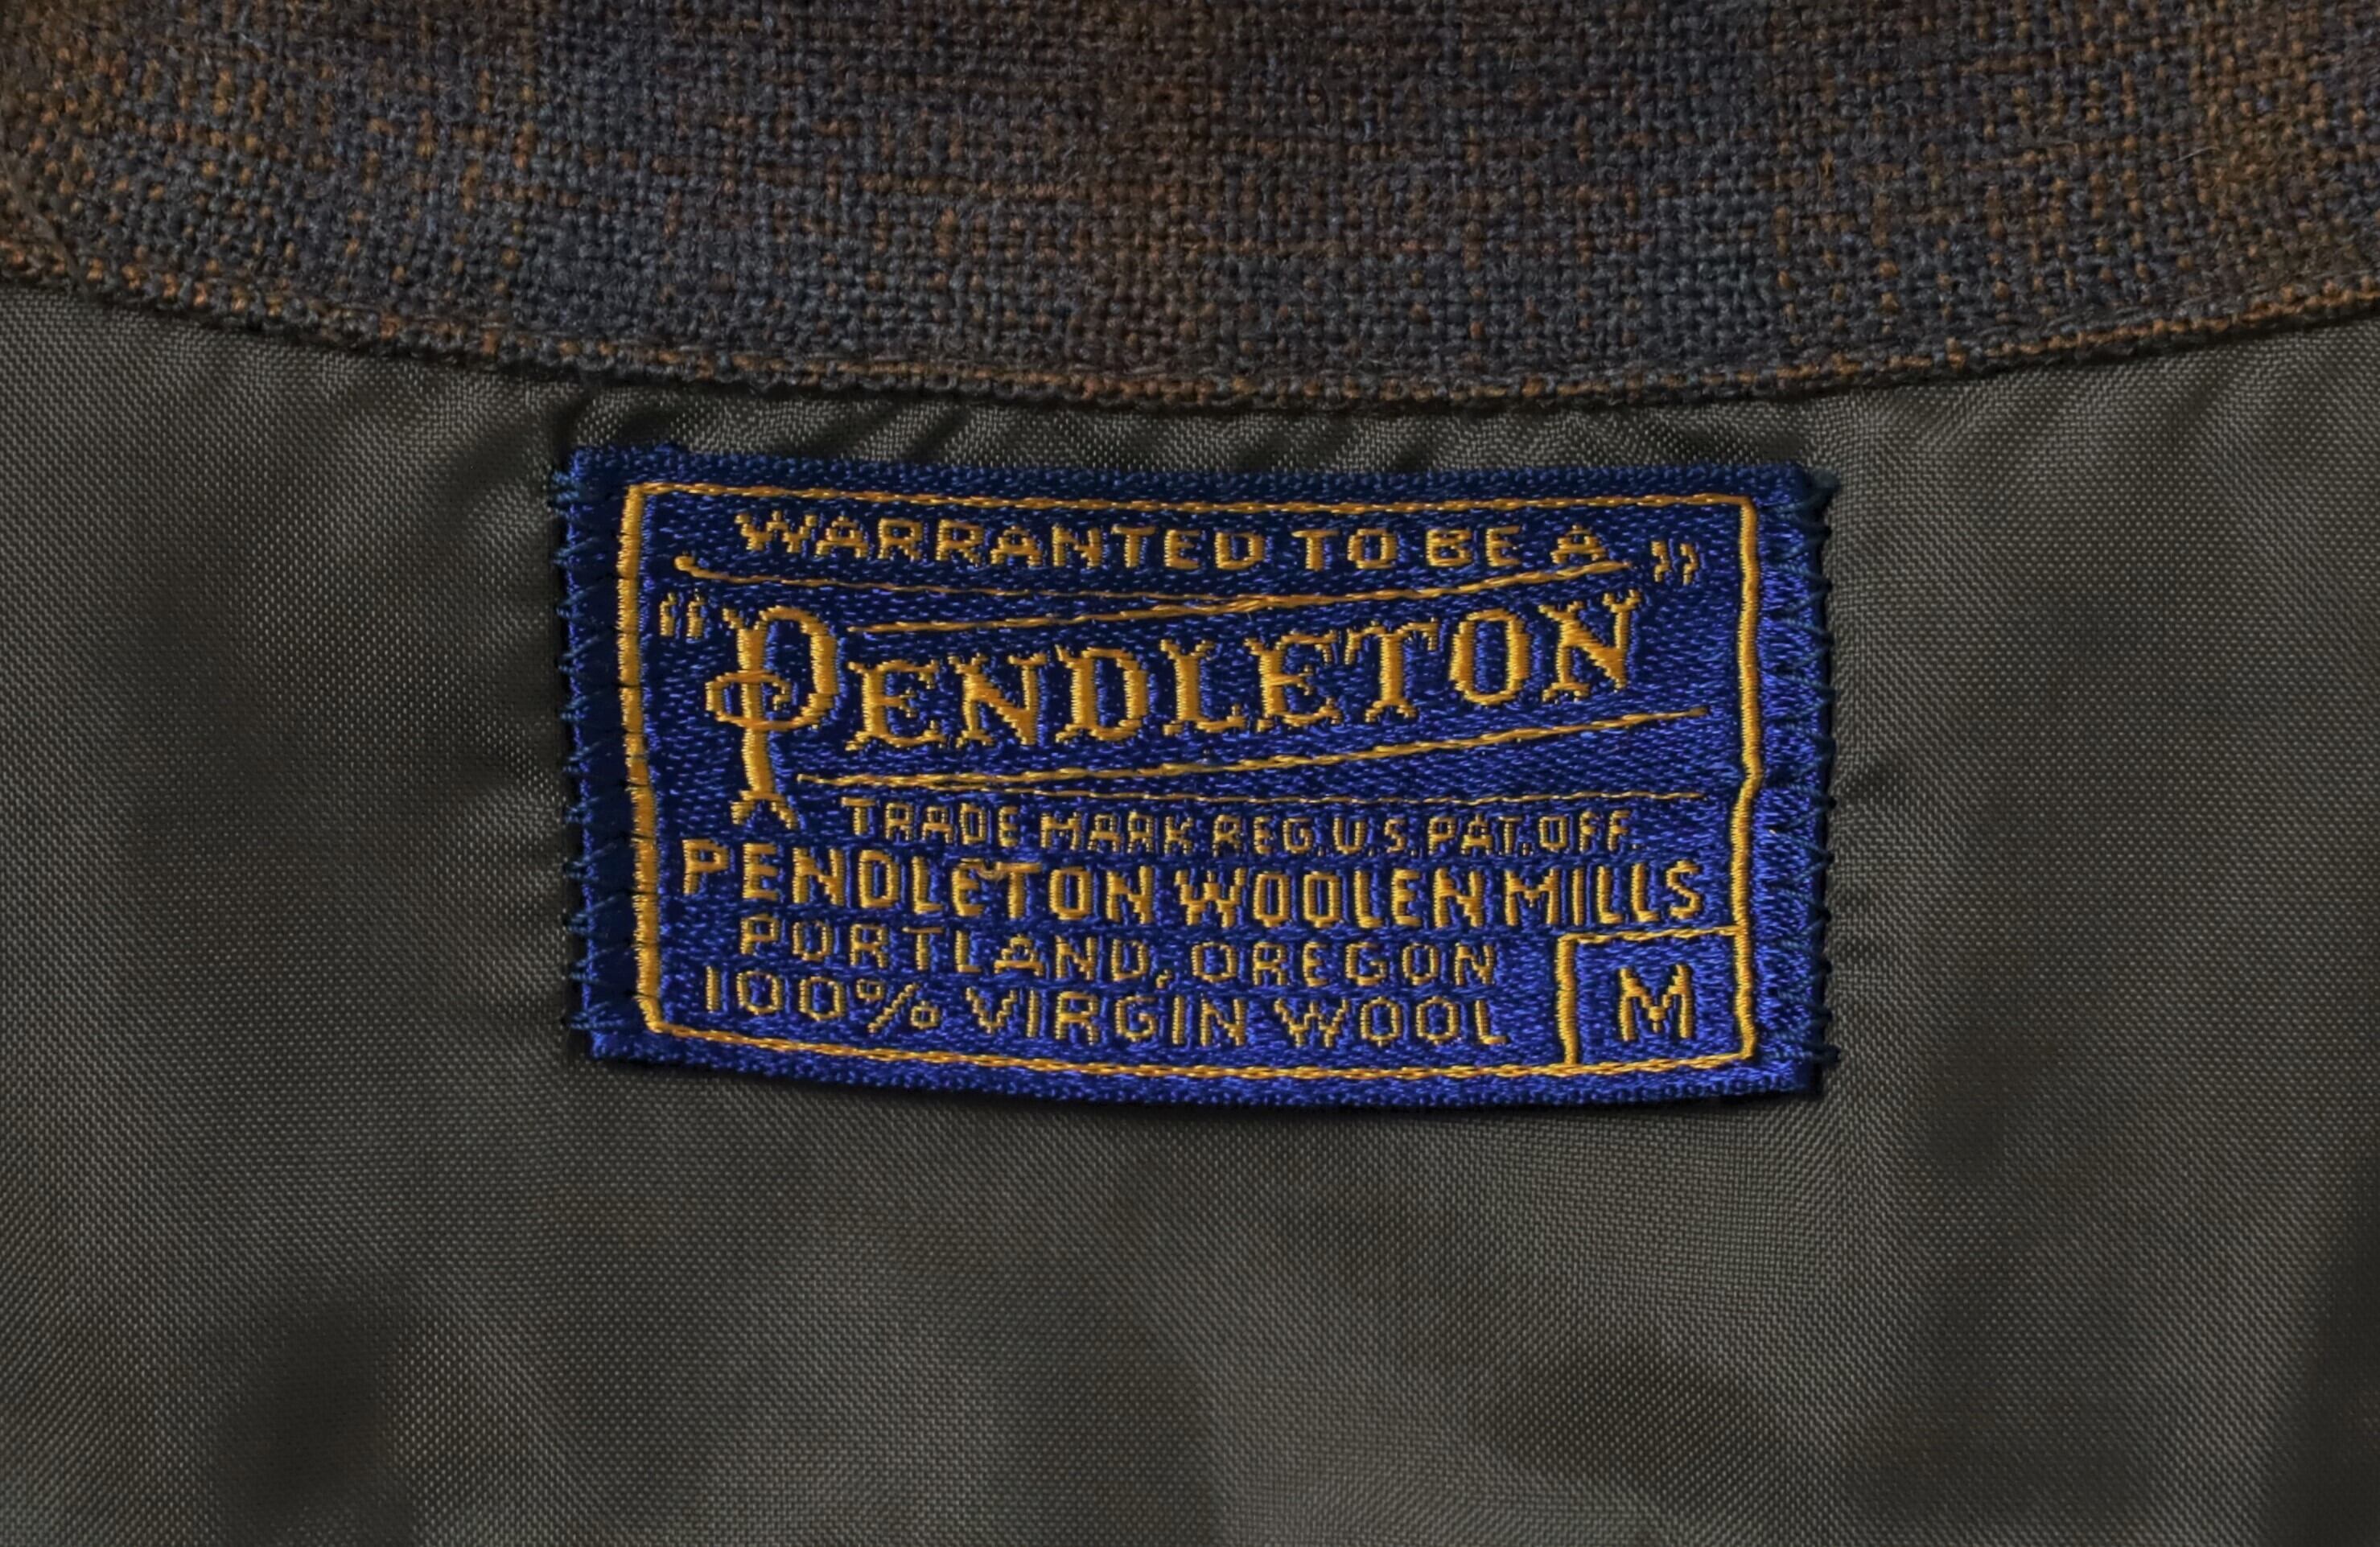 WARRANTED TO BE A
“PENDLETON”
TRADE MARK REG. U.S. PAT. OFF.
PENDLETON WOOLEN MILLS
PORTLAND, OREGON
100% VIRGIN WOOL
M